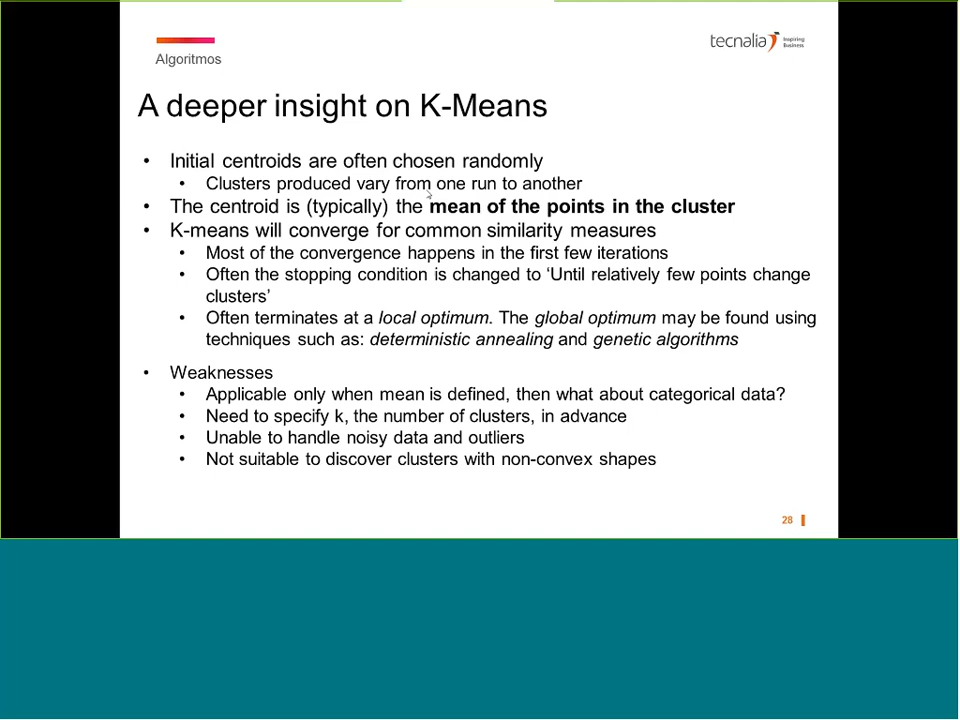 Algoritmos
tecnalia Inspiring
Business
A deeper insight on K-Means
• Initial centroids are often chosen randomly
• Clusters produced vary from one run to another
• The centroid is (typically) the mean of the points in the cluster
• K-means will converge for common similarity measures
• Most of the convergence happens in the first few iterations
• Often the stopping condition is changed to ‘Until relatively few points change
clusters’
• Often terminates at a local optimum. The global optimum may be found using
techniques such as: deterministic annealing and genetic algorithms
• Weaknesses
• Applicable only when mean is defined, then what about categorical data?
• Need to specify k, the number of clusters, in advance
• Unable to handle noisy data and outliers
• Not suitable to discover clusters with non-convex shapes
28